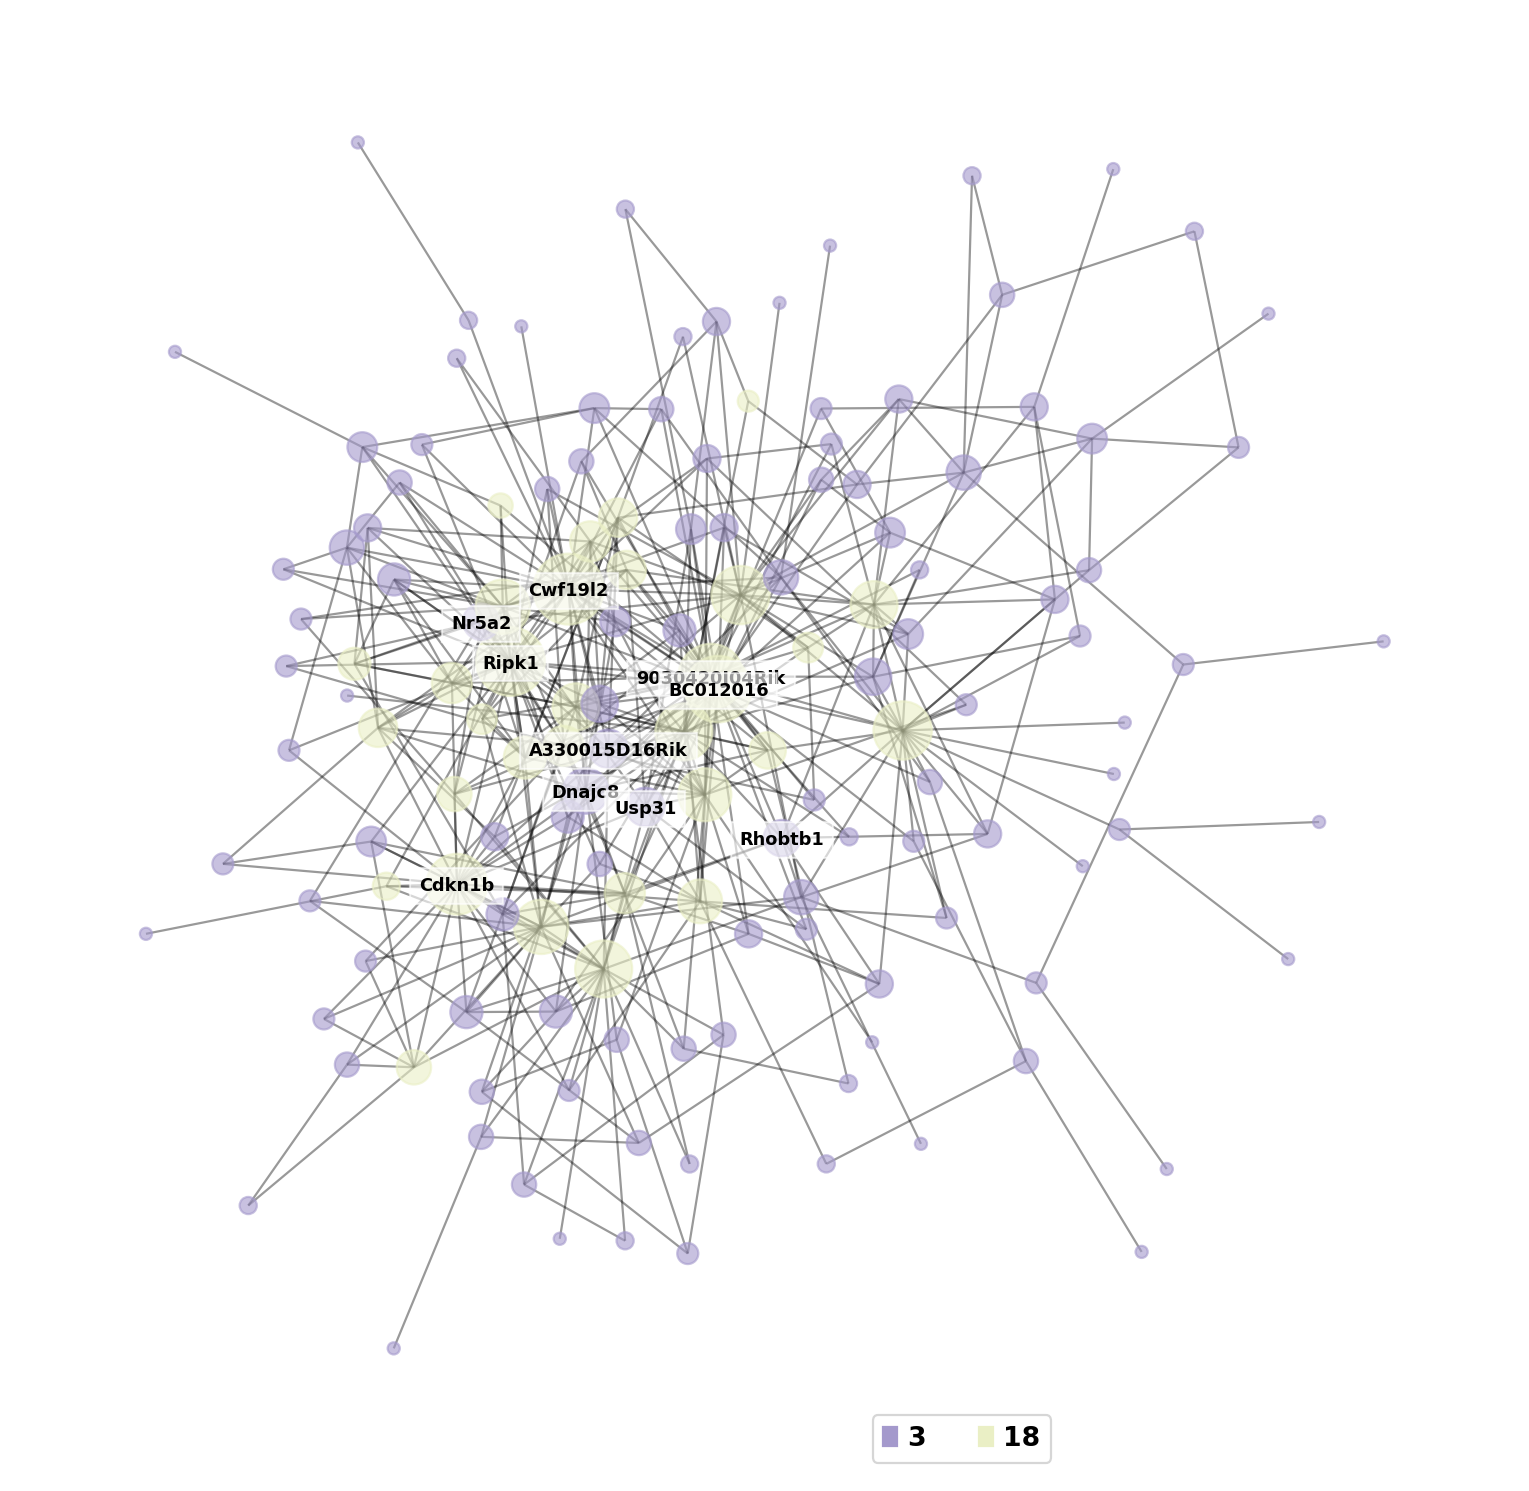 Cwf19l2
Nr5a2
Ripk1
9030420J04Rik
BC012016
A330015D16Rik
Dnajc8
Usp31
Rhobtb1
Cdkn1b
3 18